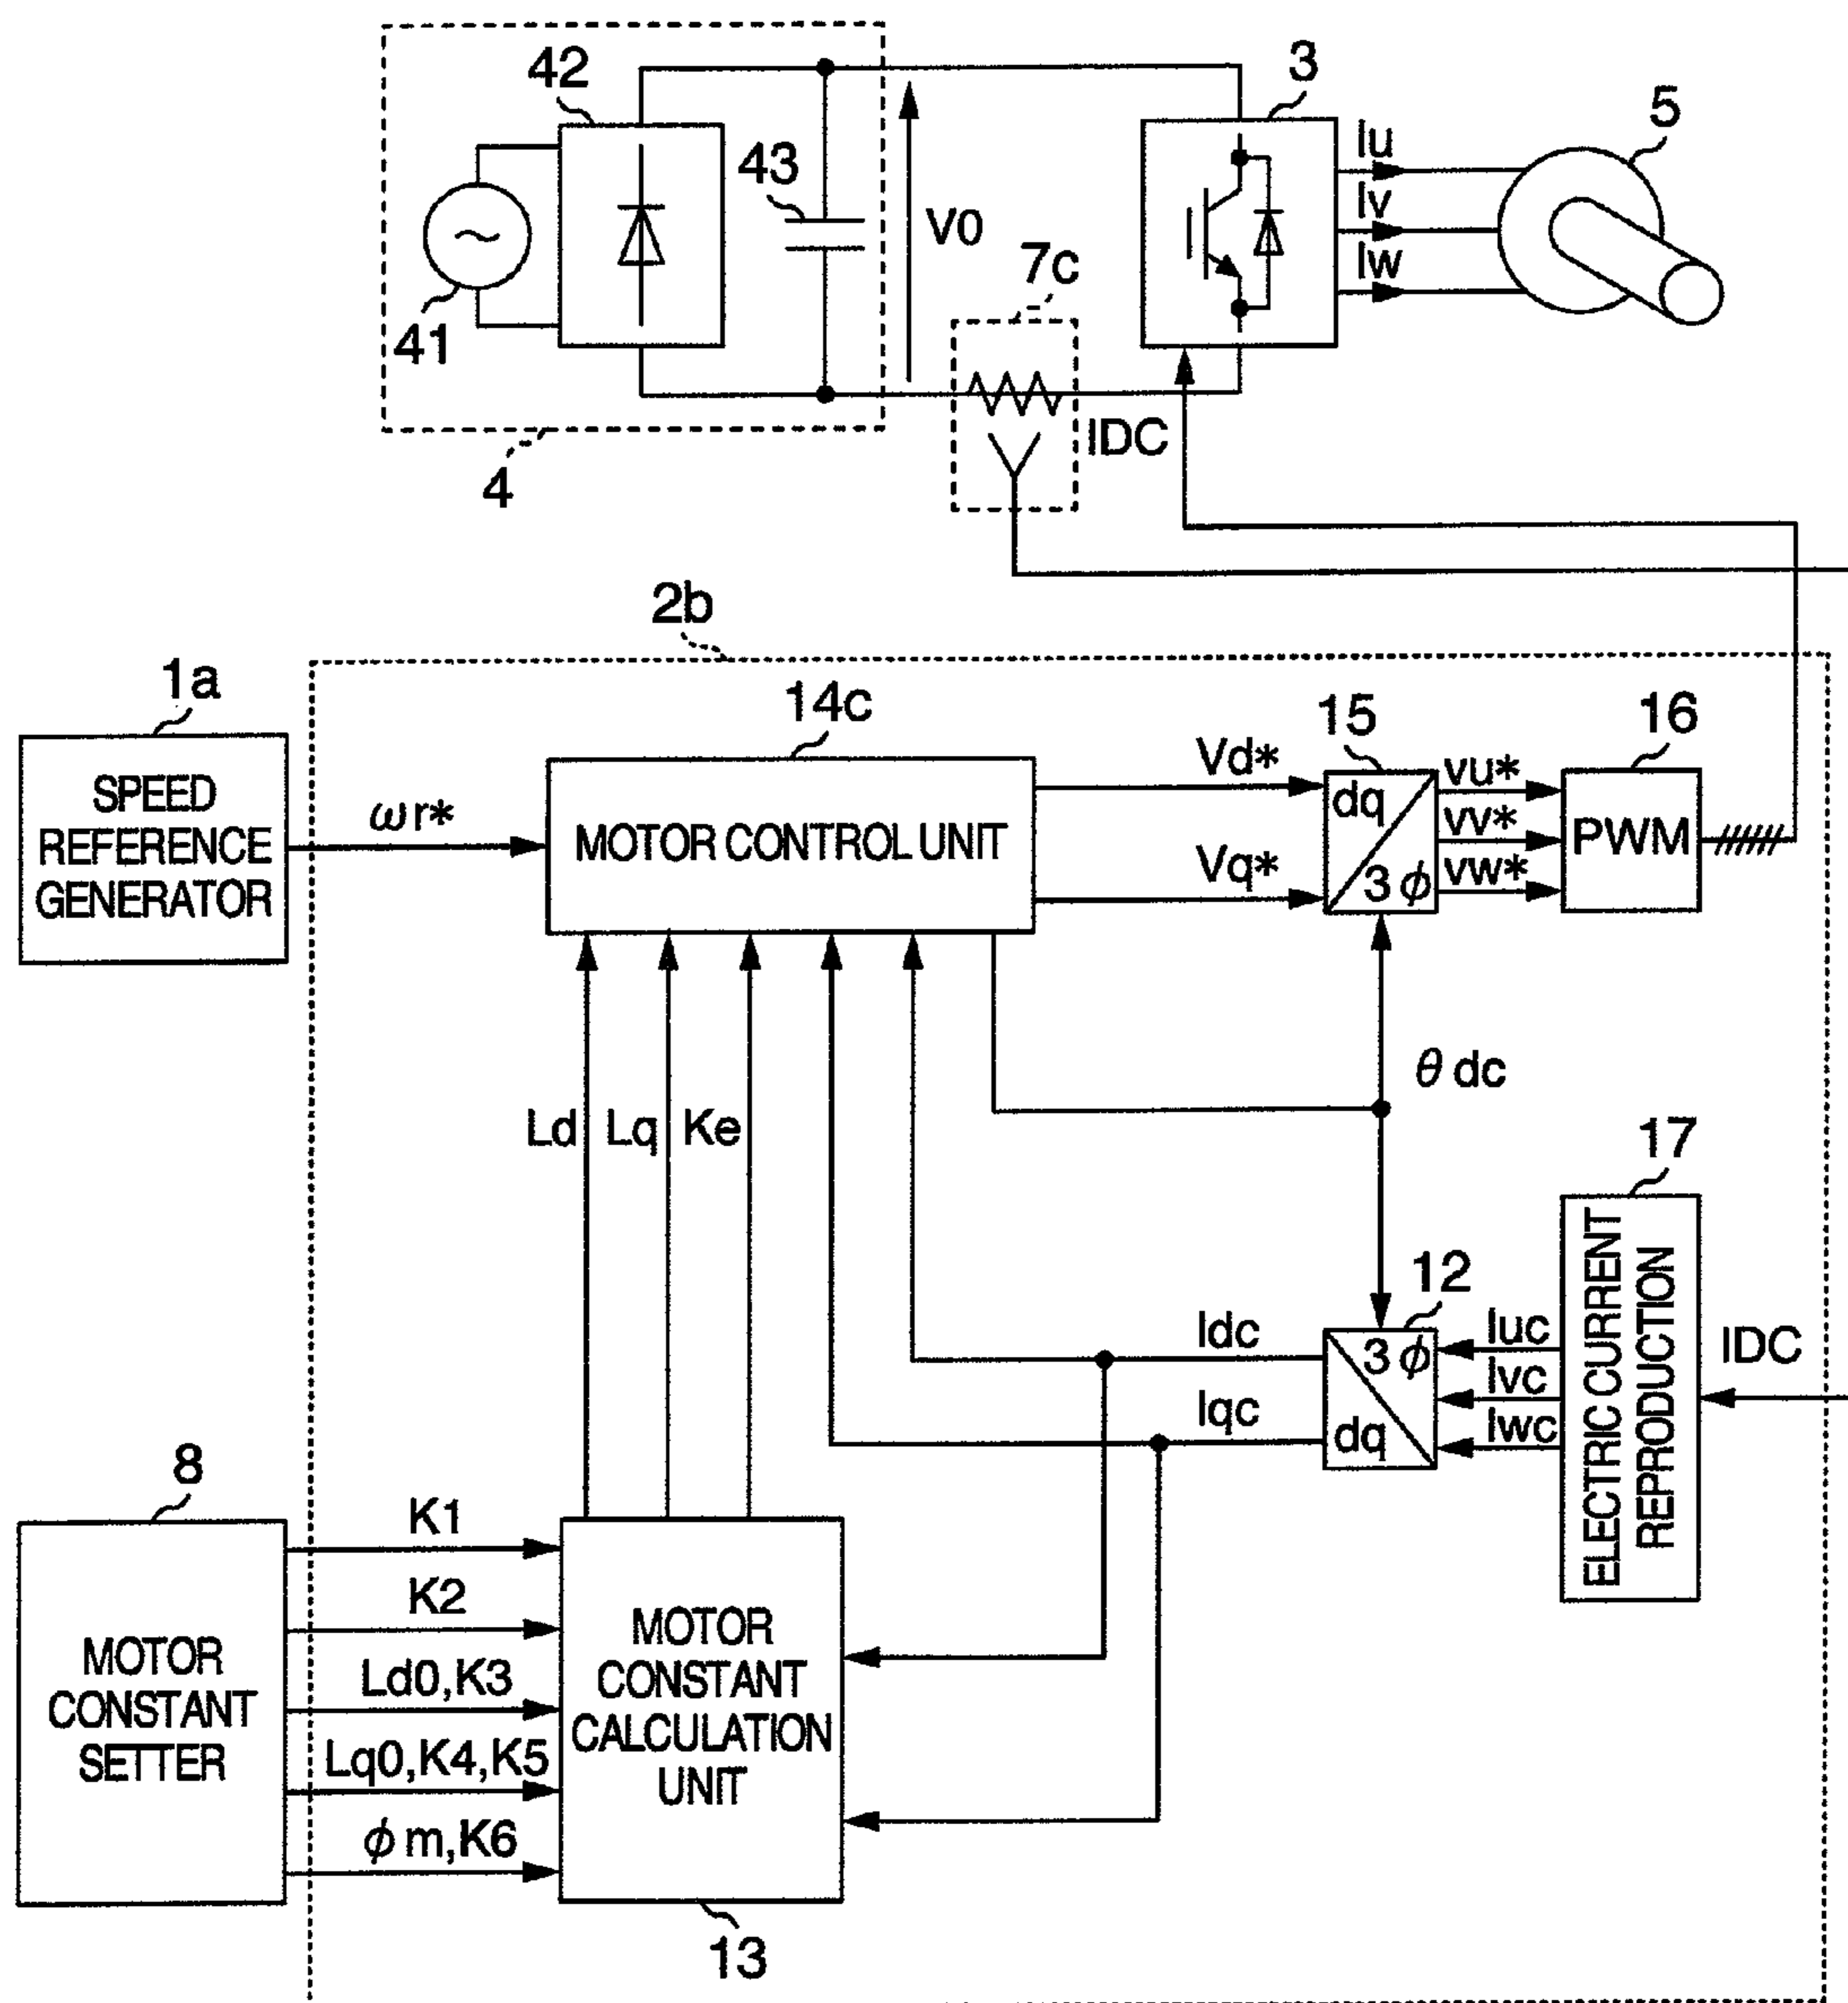 42
3
5
43
Iu
Iv
Iw
V0
7c
41
IDC
4
2b
1a
14c
15
16
SPEED
REFERENCE
GENERATOR
ωr*
MOTOR CONTROL UNIT
Vd*
Vq*
dq
3φ
vu*
vv*
vw*
PWM
θdc
Ld
Lq
Ke
17
12
Idc
Iqc
3φ
dq
Iuc
Ivc
Iwc
ELECTRIC CURRENT
REPRODUCTION
IDC
8
MOTOR
CONSTANT
SETTER
K1
K2
Ld0,K3
Lq0,K4,K5
φm,K6
MOTOR
CONSTANT
CALCULATION
UNIT
13